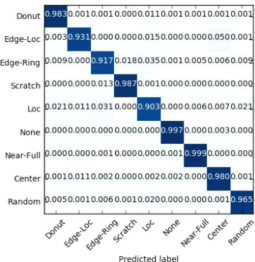 Donut 0.983 0.001 0.001 0.000 0.011 0.001 0.001 0.001 0.001
Edge-Loc 0.003 0.931 0.000 0.000 0.015 0.000 0.000 0.050 0.001
Edge-Ring 0.009 0.000 0.917 0.018 0.035 0.001 0.005 0.006 0.009
Scratch 0.000 0.000 0.013 0.987 0.001 0.000 0.000 0.000 0.000
Loc 0.021 0.011 0.031 0.000 0.903 0.000 0.006 0.007 0.021
None 0.000 0.000 0.000 0.000 0.000 0.997 0.000 0.003 0.000
Near-Full 0.000 0.000 0.001 0.000 0.000 0.001 0.999 0.000 0.000
Center 0.001 0.011 0.002 0.000 0.002 0.002 0.000 0.980 0.001
Random 0.005 0.001 0.006 0.001 0.020 0.000 0.000 0.001 0.965
Donut Edge-Loc Edge-Ring Scratch Loc None Near-Full Center Random
Predicted label